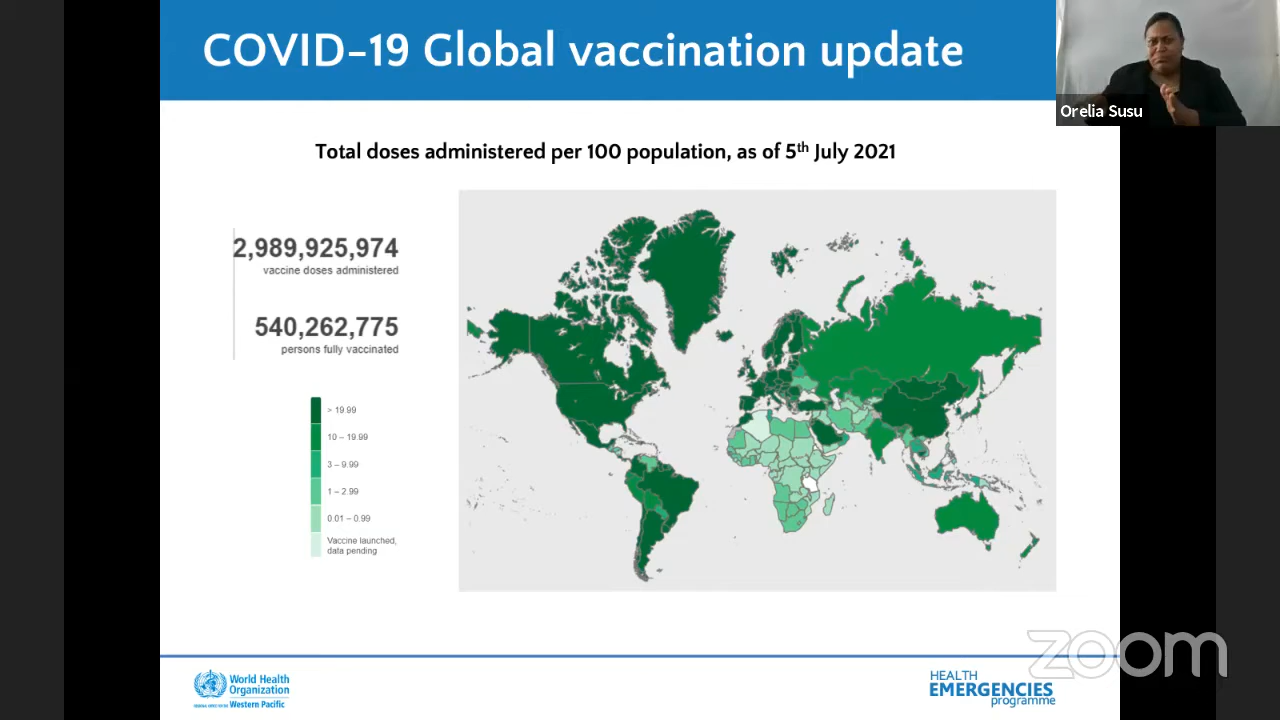 COVID-19 Global vaccination update
Orelia Susu
Total doses administered per 100 population, as of 5th July 2021
2,989,925,974
vaccine doses administered
540,262,775
persons fully vaccinated
> 19.99
10 – 19.99
3 – 9.99
1 – 2.99
0.01 – 0.99
Vaccine launched,
data pending
World Health
Organization
Western Pacific
HEALTH
EMERGENCIES
programme
zoom